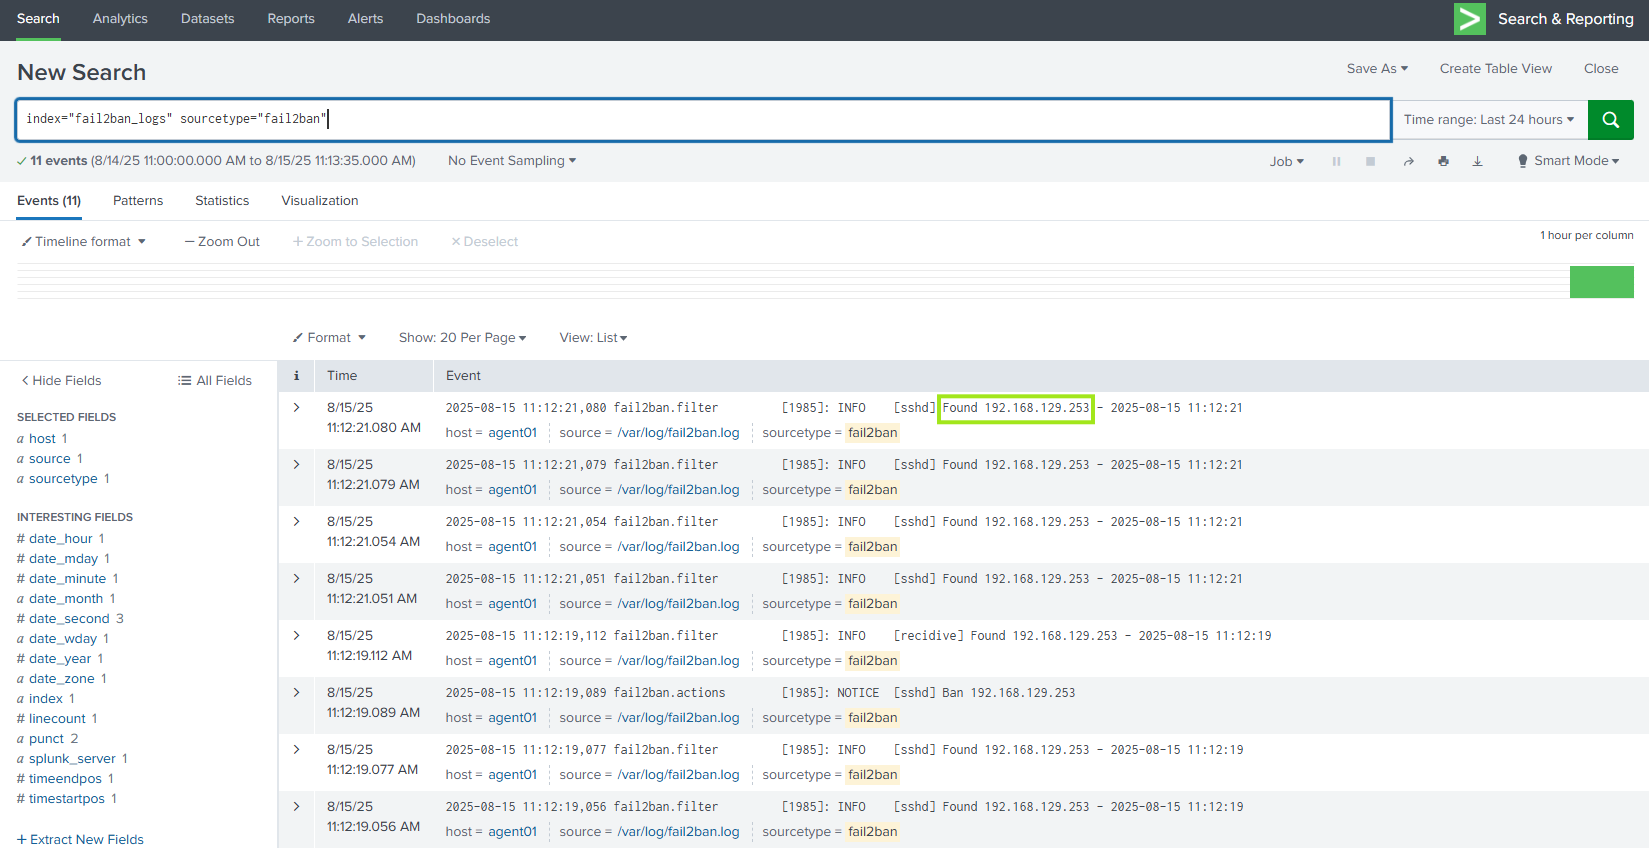 Search Analytics Datasets Reports Alerts Dashboards > Search & Reporting
New Search Save As Create Table View Close
index="fail2ban_logs" sourcetype="fail2ban" Time range: Last 24 hours
✓ 11 events (8/14/25 11:00:00.000 AM to 8/15/25 11:13:35.000 AM) No Event Sampling Job Smart Mode
Events (11) Patterns Statistics Visualization
Timeline format — Zoom Out + Zoom to Selection × Deselect 1 hour per column
Format Show: 20 Per Page View: List
< Hide Fields All Fields
SELECTED FIELDS
a host 1
a source 1
a sourcetype 1
INTERESTING FIELDS
# date_hour 1
# date_mday 1
# date_minute 1
a date_month 1
# date_second 3
a date_wday 1
# date_year 1
a date_zone 1
a index 1
# linecount 1
a punct 2
a splunk_server 1
# timeendpos 1
# timestartpos 1
+ Extract New Fields
i Time Event
> 8/15/25 11:12:21.080 AM
2025-08-15 11:12:21,080 fail2ban.filter [1985]: INFO [sshd] Found 192.168.129.253 - 2025-08-15 11:12:21
host = agent01 source = /var/log/fail2ban.log sourcetype = fail2ban
> 8/15/25 11:12:21.079 AM
2025-08-15 11:12:21,079 fail2ban.filter [1985]: INFO [sshd] Found 192.168.129.253 - 2025-08-15 11:12:21
host = agent01 source = /var/log/fail2ban.log sourcetype = fail2ban
> 8/15/25 11:12:21.054 AM
2025-08-15 11:12:21,054 fail2ban.filter [1985]: INFO [sshd] Found 192.168.129.253 - 2025-08-15 11:12:21
host = agent01 source = /var/log/fail2ban.log sourcetype = fail2ban
> 8/15/25 11:12:21.051 AM
2025-08-15 11:12:21,051 fail2ban.filter [1985]: INFO [sshd] Found 192.168.129.253 - 2025-08-15 11:12:21
host = agent01 source = /var/log/fail2ban.log sourcetype = fail2ban
> 8/15/25 11:12:19.112 AM
2025-08-15 11:12:19,112 fail2ban.filter [1985]: INFO [recidive] Found 192.168.129.253 - 2025-08-15 11:12:19
host = agent01 source = /var/log/fail2ban.log sourcetype = fail2ban
> 8/15/25 11:12:19.089 AM
2025-08-15 11:12:19,089 fail2ban.actions [1985]: NOTICE [sshd] Ban 192.168.129.253
host = agent01 source = /var/log/fail2ban.log sourcetype = fail2ban
> 8/15/25 11:12:19.077 AM
2025-08-15 11:12:19,077 fail2ban.filter [1985]: INFO [sshd] Found 192.168.129.253 - 2025-08-15 11:12:19
host = agent01 source = /var/log/fail2ban.log sourcetype = fail2ban
> 8/15/25 11:12:19.056 AM
2025-08-15 11:12:19,056 fail2ban.filter [1985]: INFO [sshd] Found 192.168.129.253 - 2025-08-15 11:12:19
host = agent01 source = /var/log/fail2ban.log sourcetype = fail2ban